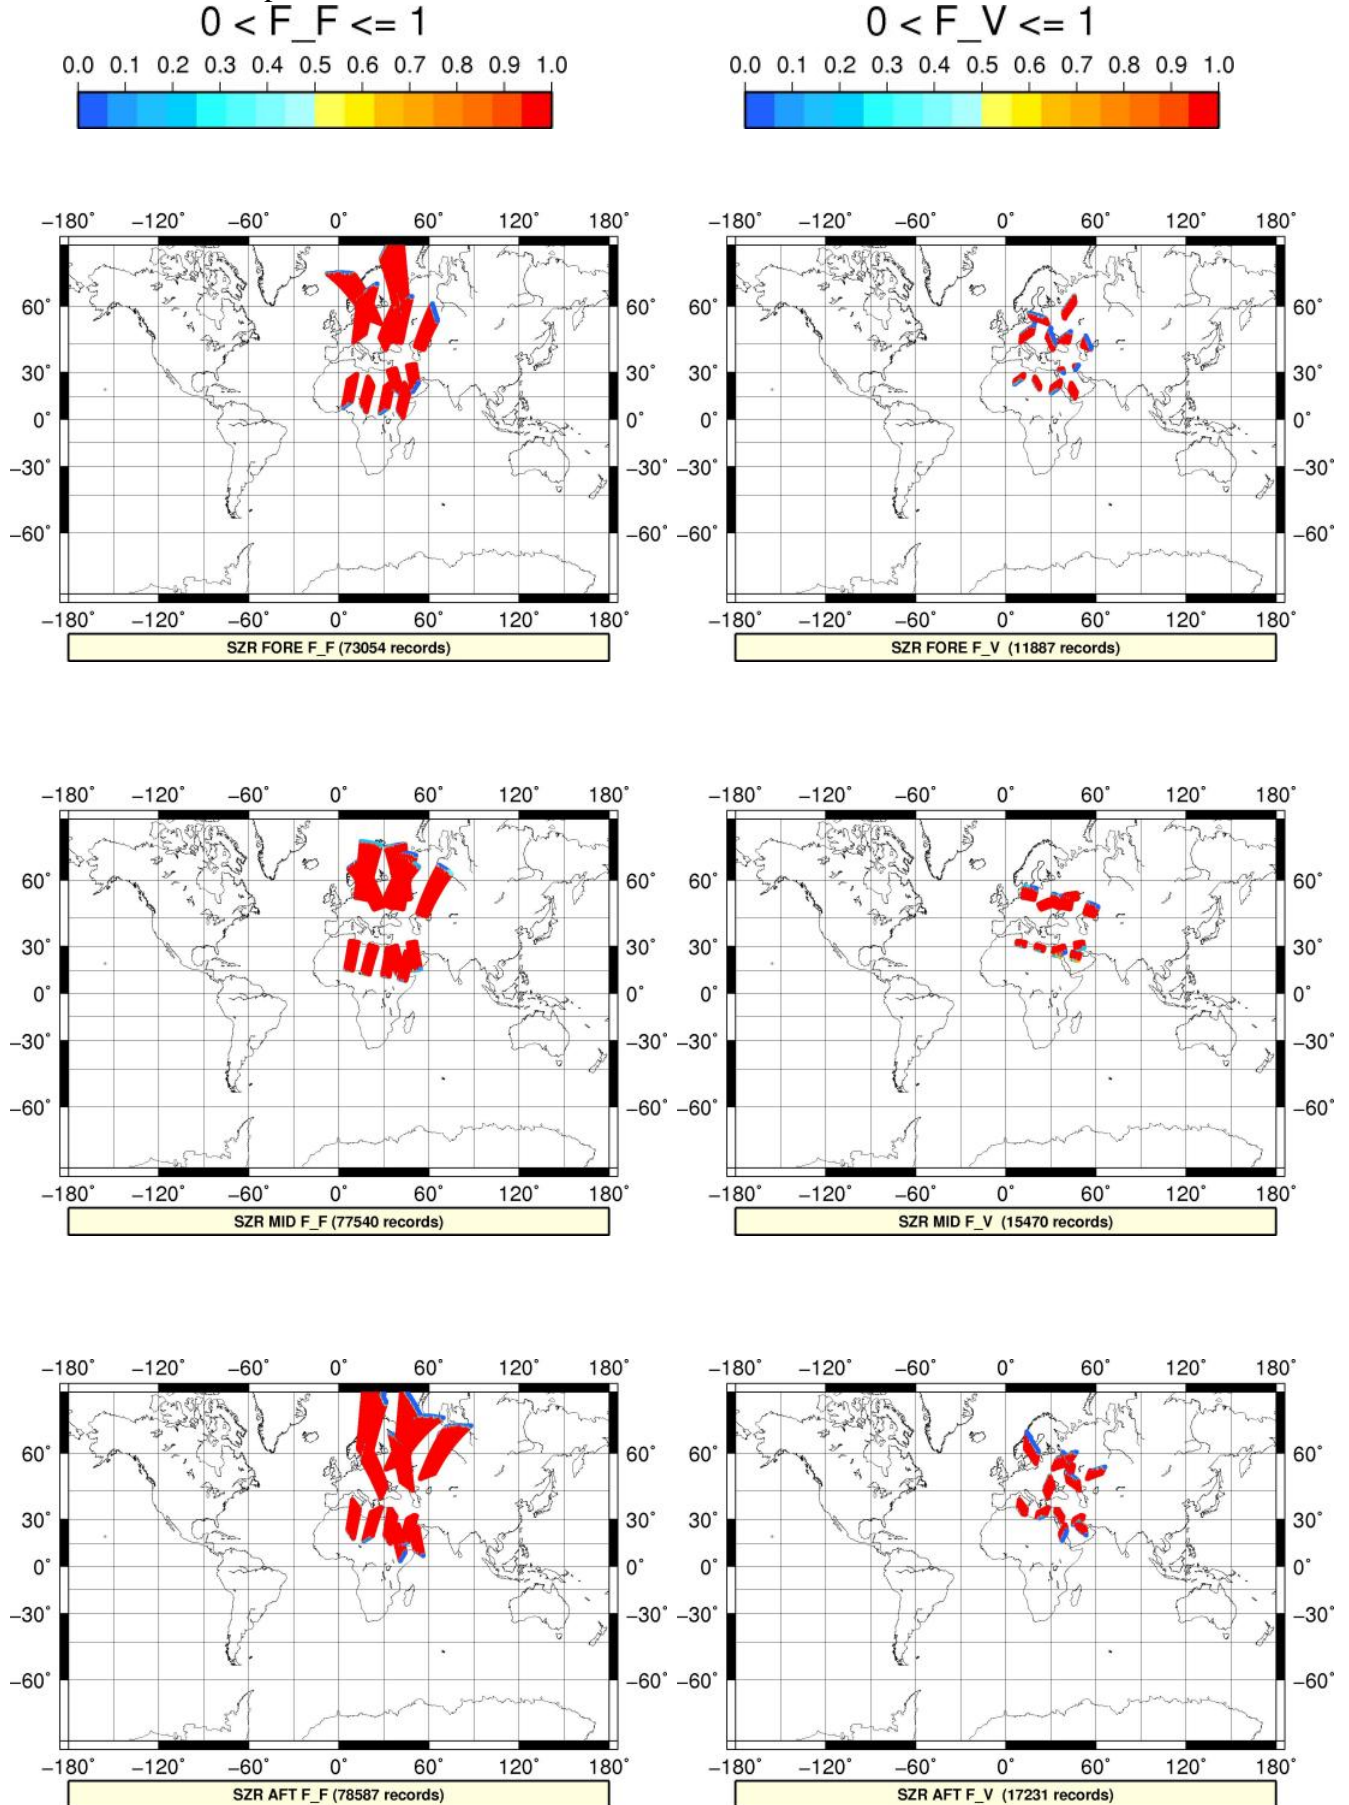 0 < F_F <= 1
0 < F_V <= 1
0.0 0.1 0.2 0.3 0.4 0.5 0.6 0.7 0.8 0.9 1.0
0.0 0.1 0.2 0.3 0.4 0.5 0.6 0.7 0.8 0.9 1.0
−180˚ −120˚ −60˚ 0˚ 60˚ 120˚ 180˚
−180˚ −120˚ −60˚ 0˚ 60˚ 120˚ 180˚
60˚ 60˚ 60˚ 60˚
30˚ 30˚ 30˚ 30˚
0˚ 0˚ 0˚ 0˚
−30˚ −30˚ −30˚ −30˚
−60˚ −60˚ −60˚ −60˚
−180˚ −120˚ −60˚ 0˚ 60˚ 120˚ 180˚
−180˚ −120˚ −60˚ 0˚ 60˚ 120˚ 180˚
SZR FORE F_F (73054 records)
SZR FORE F_V (11887 records)
−180˚ −120˚ −60˚ 0˚ 60˚ 120˚ 180˚
−180˚ −120˚ −60˚ 0˚ 60˚ 120˚ 180˚
60˚ 60˚ 60˚ 60˚
30˚ 30˚ 30˚ 30˚
0˚ 0˚ 0˚ 0˚
−30˚ −30˚ −30˚ −30˚
−60˚ −60˚ −60˚ −60˚
−180˚ −120˚ −60˚ 0˚ 60˚ 120˚ 180˚
−180˚ −120˚ −60˚ 0˚ 60˚ 120˚ 180˚
SZR MID F_F (77540 records)
SZR MID F_V (15470 records)
−180˚ −120˚ −60˚ 0˚ 60˚ 120˚ 180˚
−180˚ −120˚ −60˚ 0˚ 60˚ 120˚ 180˚
60˚ 60˚ 60˚ 60˚
30˚ 30˚ 30˚ 30˚
0˚ 0˚ 0˚ 0˚
−30˚ −30˚ −30˚ −30˚
−60˚ −60˚ −60˚ −60˚
−180˚ −120˚ −60˚ 0˚ 60˚ 120˚ 180˚
−180˚ −120˚ −60˚ 0˚ 60˚ 120˚ 180˚
SZR AFT F_F (78587 records)
SZR AFT F_V (17231 records)